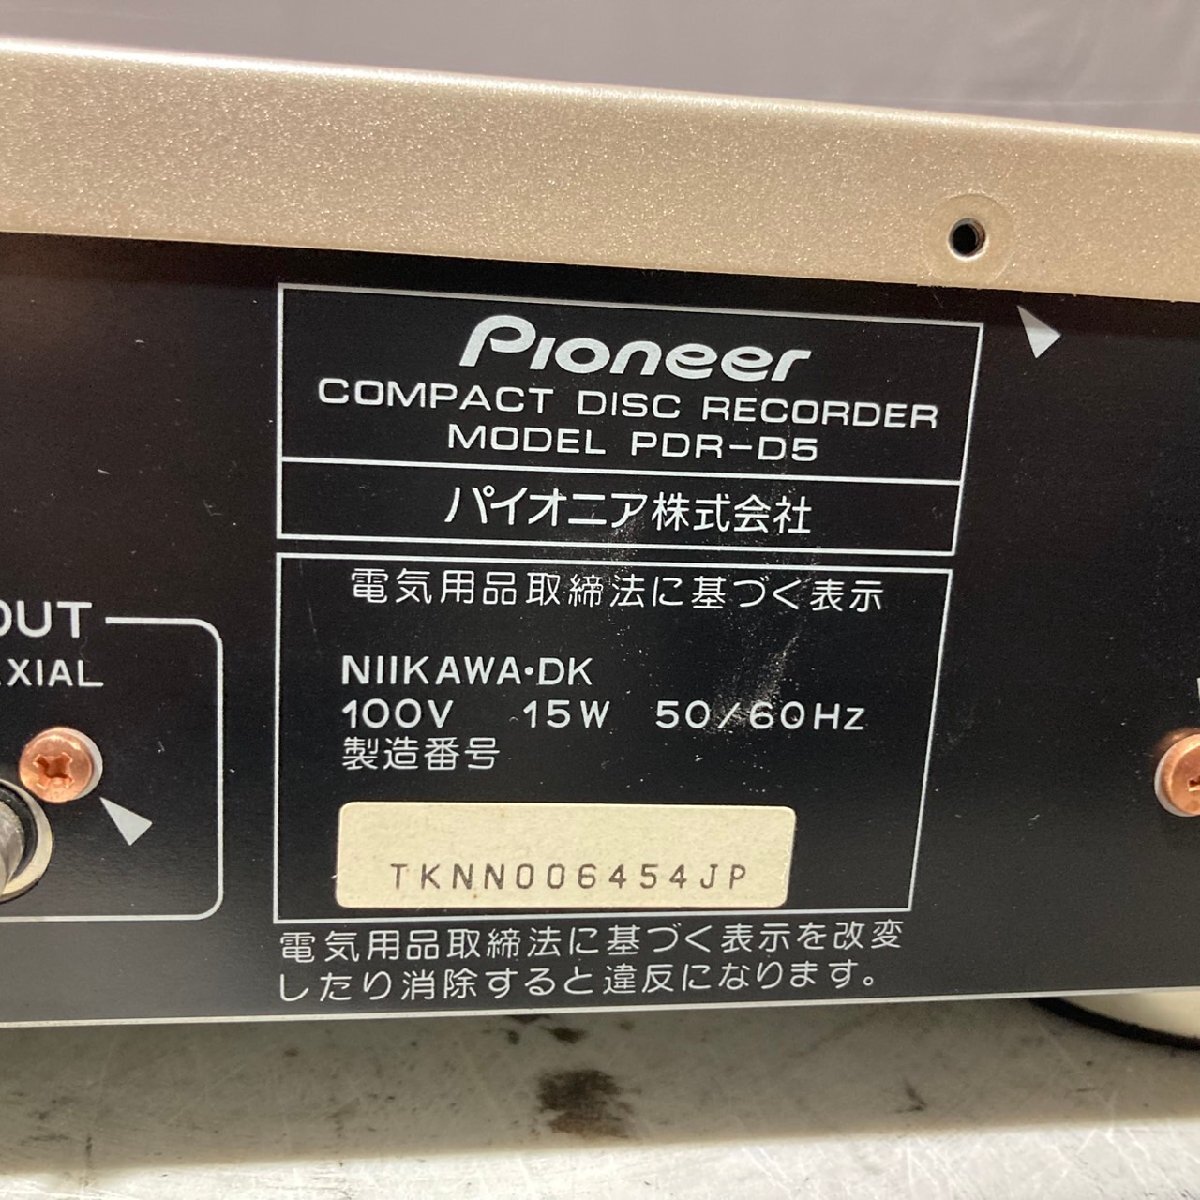 Pioneer
COMPACT DISC RECORDER
MODEL PDR-D5
パイオニア株式会社
電気用品取締法に基づく表示
NIIKAWA・DK
100V 15W 50/60Hz
製造番号
TKNN006454JP
電気用品取締法に基づく表示を改変
したり消除すると違反になります。
OUT
AXIAL